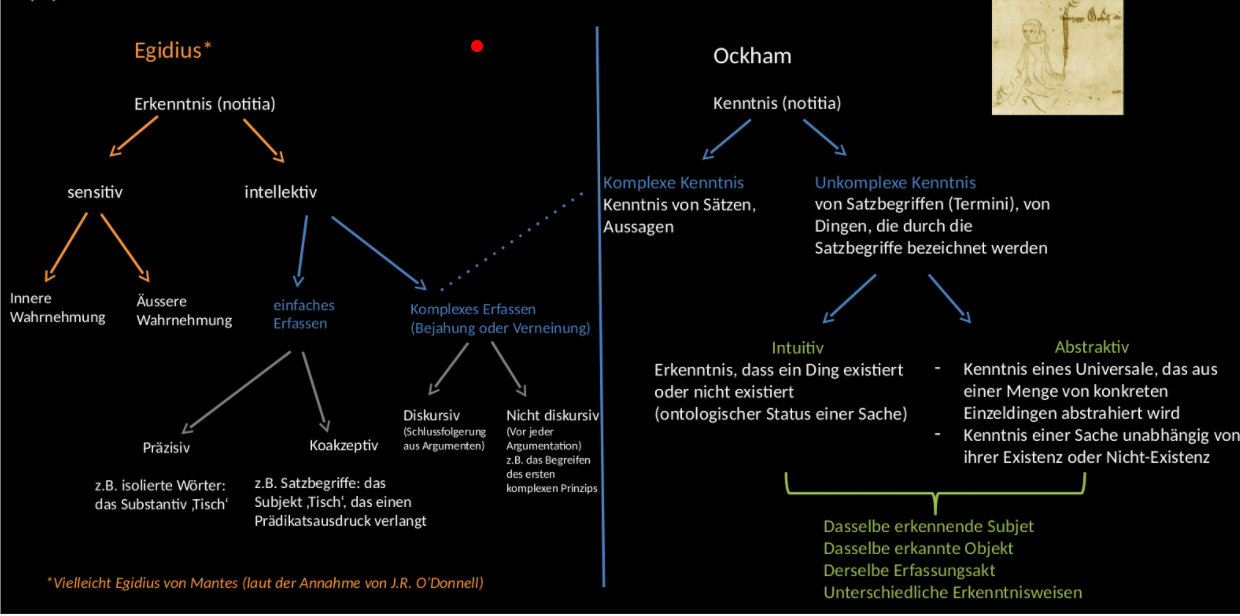 Egidius*
Erkenntnis (notitia)
sensitiv
intellektiv
Innere
Wahrnehmung
Äussere
Wahrnehmung
einfaches
Erfassen
Komplexes Erfassen
(Bejahung oder Verneinung)
Präzisiv
Koakzeptiv
z.B. isolierte Wörter:
das Substantiv ‚Tisch‘
z.B. Satzbegriffe: das
Subjekt ‚Tisch‘, das einen
Prädikatsausdruck verlangt
Diskursiv
(Schlussfolgerung
aus Argumenten)
Nicht diskursiv
(Vor jeder
Argumentation)
z.B. das Begreifen
des ersten
komplexen Prinzips
*Vielleicht Egidius von Mantes (laut der Annahme von J.R. O’Donnell)
Ockham
Kenntnis (notitia)
Komplexe Kenntnis
Kenntnis von Sätzen,
Aussagen
Unkomplexe Kenntnis
von Satzbegriffen (Termini), von
Dingen, die durch die
Satzbegriffe bezeichnet werden
Intuitiv
Erkenntnis, dass ein Ding existiert
oder nicht existiert
(ontologischer Status einer Sache)
Abstraktiv
- Kenntnis eines Universale, das aus
einer Menge von konkreten
Einzeldingen abstrahiert wird
- Kenntnis einer Sache unabhängig von
ihrer Existenz oder Nicht-Existenz
Dasselbe erkennende Subjet
Dasselbe erkannte Objekt
Derselbe Erfassungsakt
Unterschiedliche Erkenntnisweisen